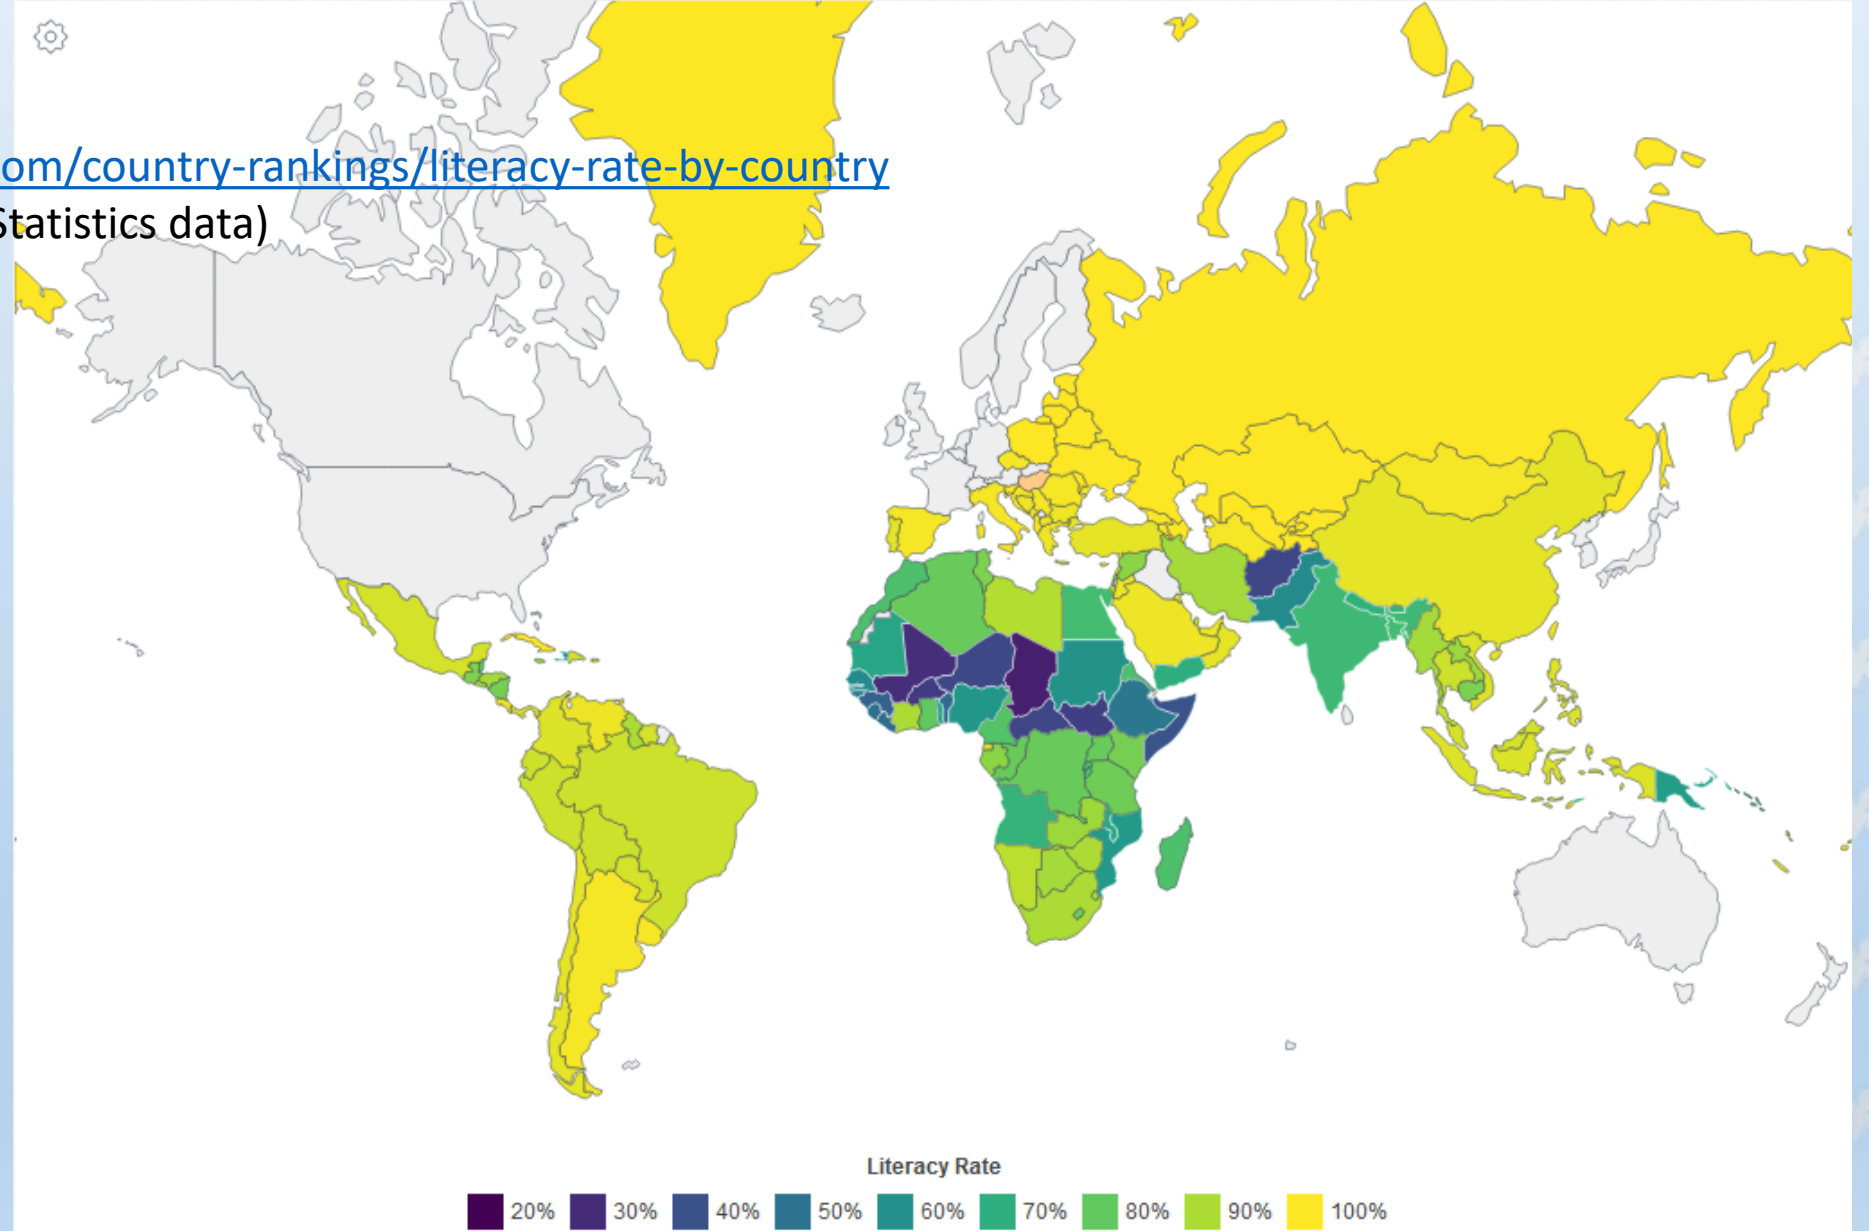 om/country-rankings/literacy-rate-by-country
Statistics data)
Literacy Rate
20% 30% 40% 50% 60% 70% 80% 90% 100%